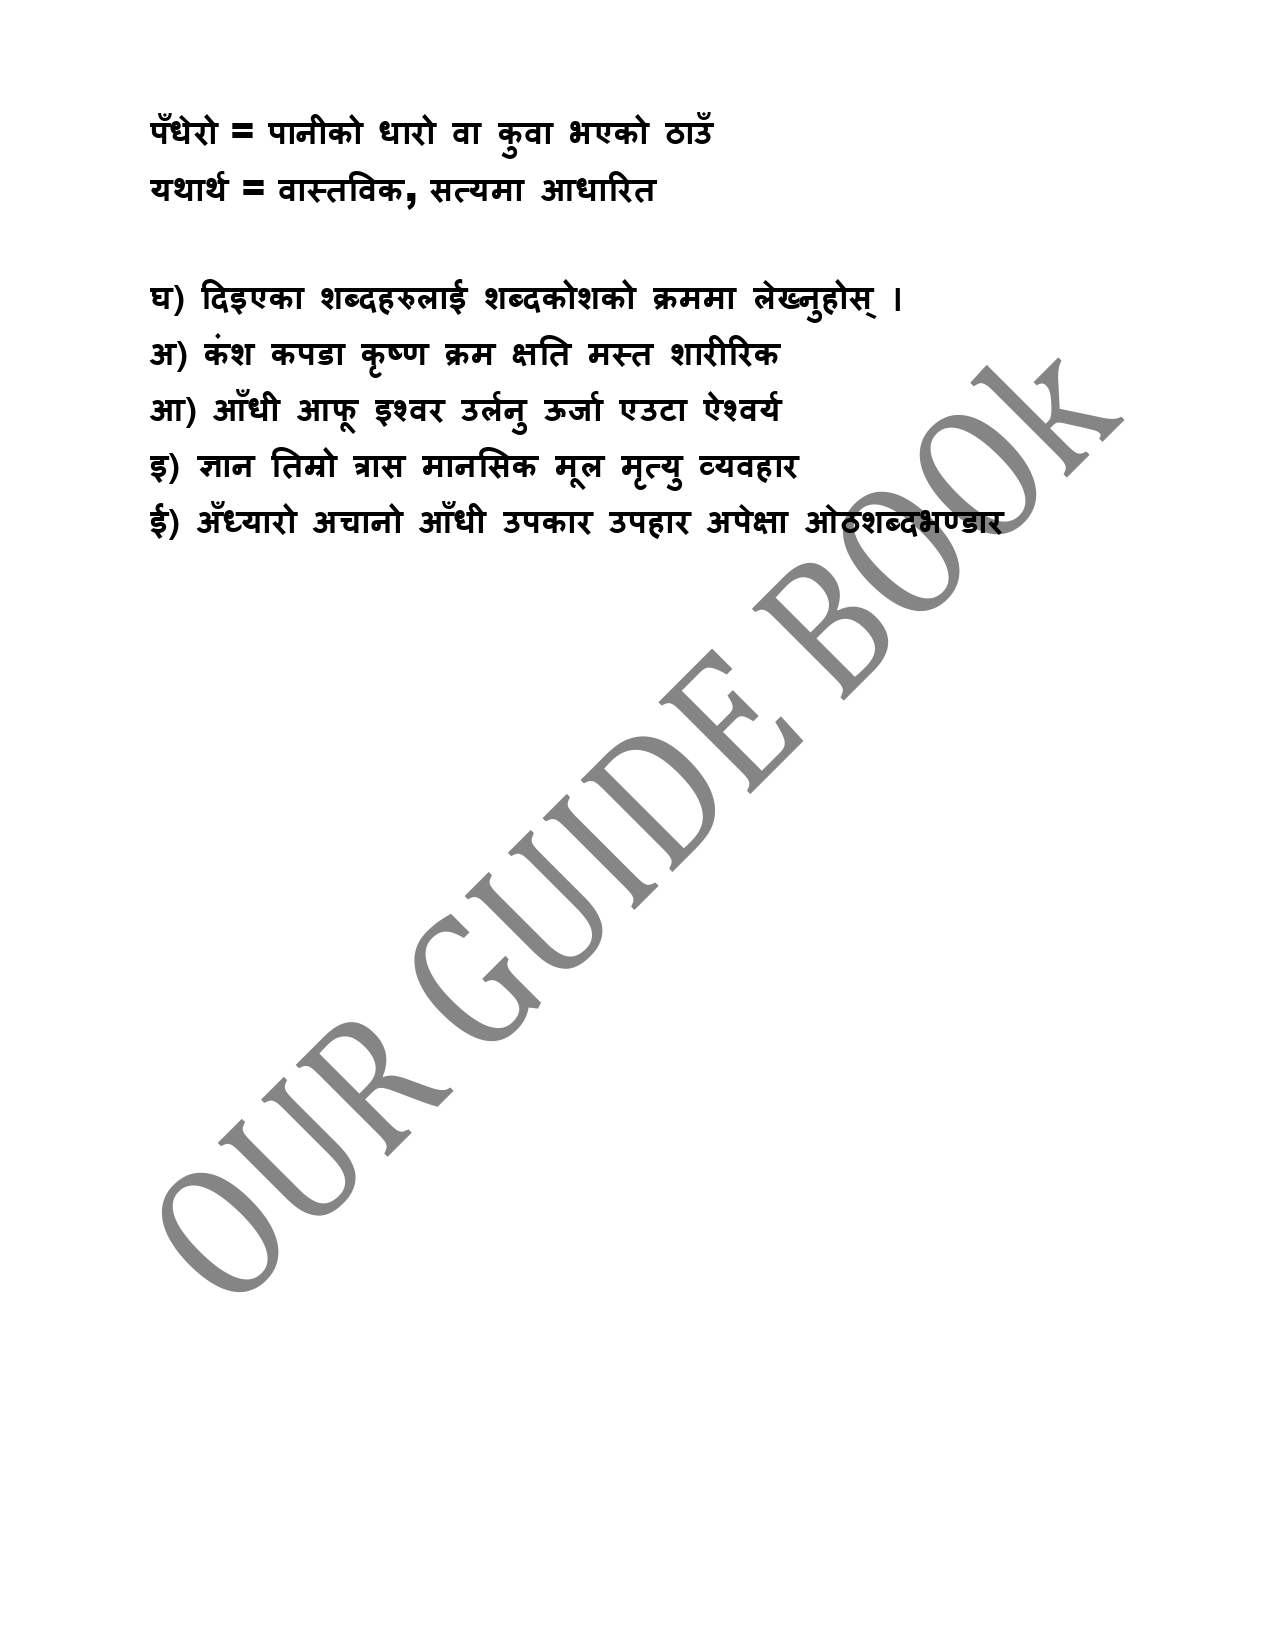 पँधेरो = पानीको धारो वा कुवा भएको ठाउँ
यथार्थ = वास्तविक, सत्यमा आधारित
घ) दिइएका शब्दहरुलाई शब्दकोशको क्रममा लेख्नुहोस् ।
अ) कंश कपडा कृष्ण क्रम क्षति मस्त शारीरिक
आ) आँधी आफू इश्वर उर्लनु ऊर्जा एउटा ऐश्वर्य
इ) ज्ञान तिम्रो त्रास मानसिक मूल मृत्यु व्यवहार
ई) अँध्यारो अचानो आँधी उपकार उपहार अपेक्षा ओठशब्दभण्डार
OUR GUIDE BOOk